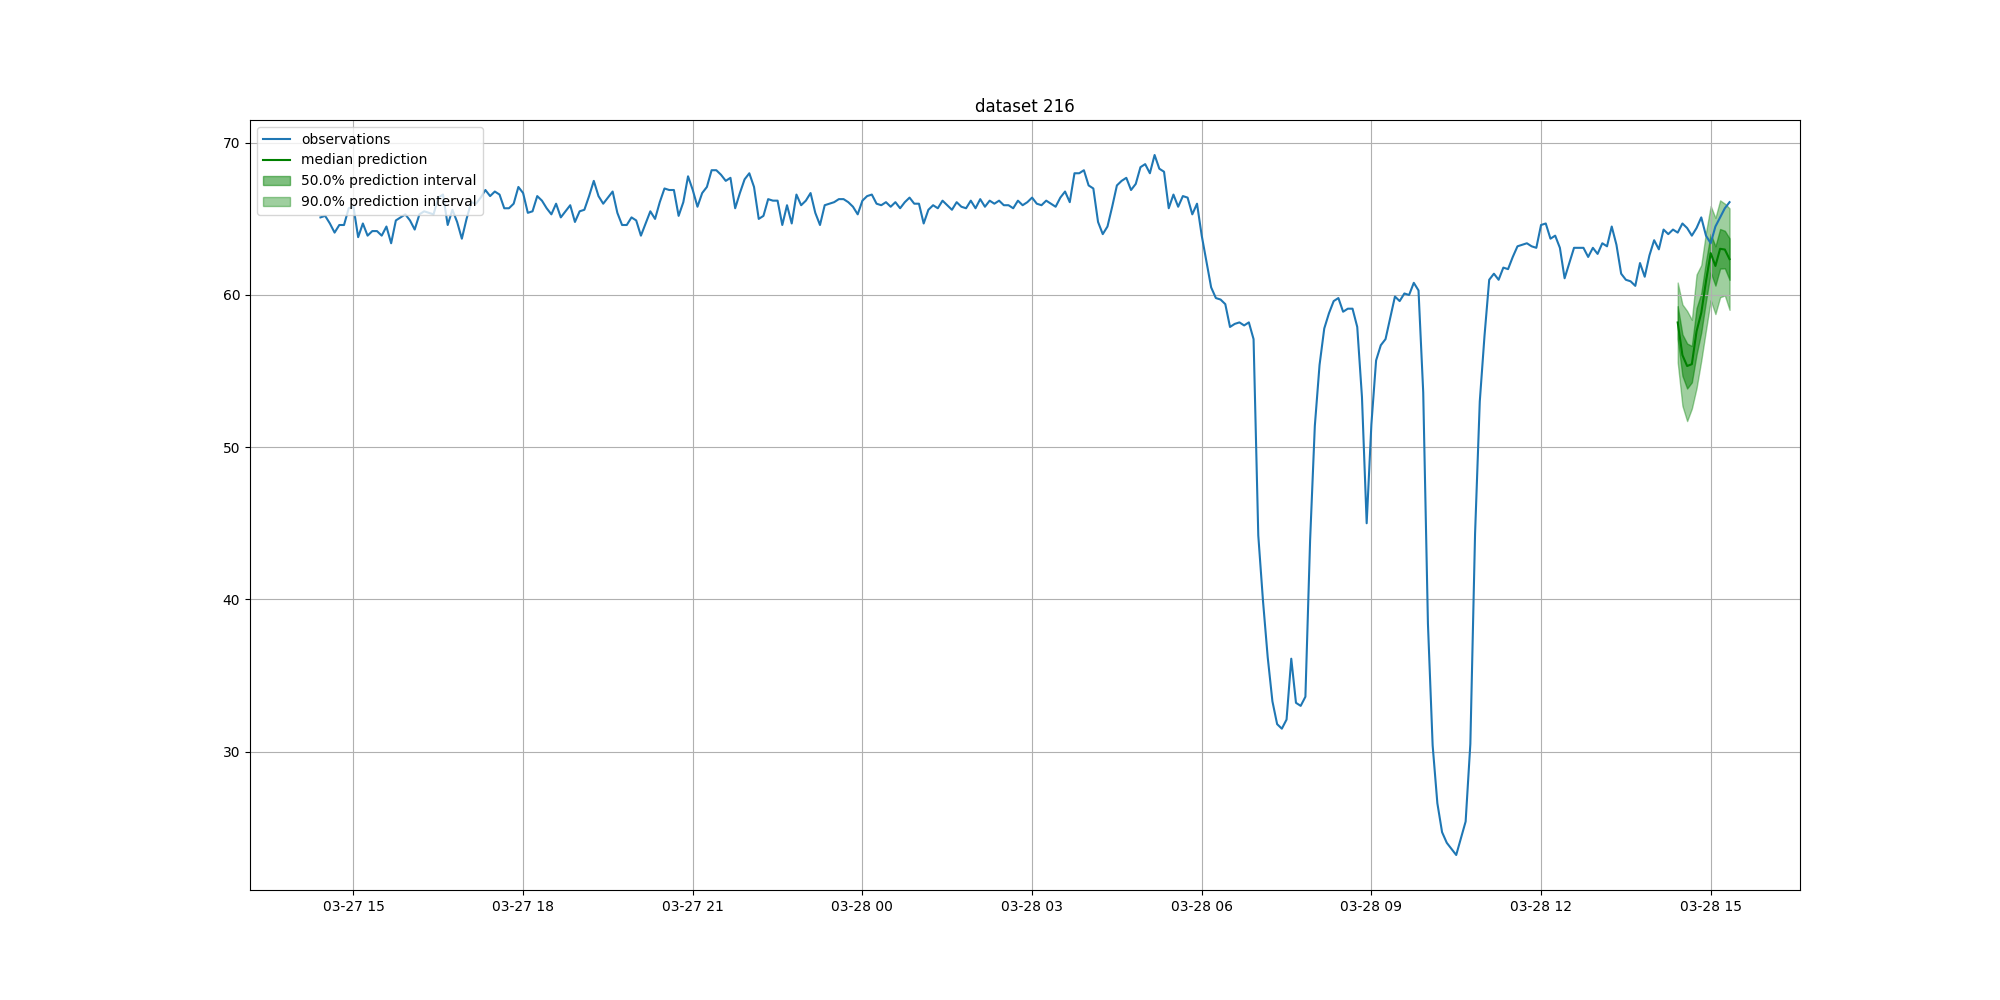 dataset 216
observations
median prediction
50.0% prediction interval
90.0% prediction interval
70
60
50
40
30
03-27 15
03-27 18
03-27 21
03-28 00
03-28 03
03-28 06
03-28 09
03-28 12
03-28 15